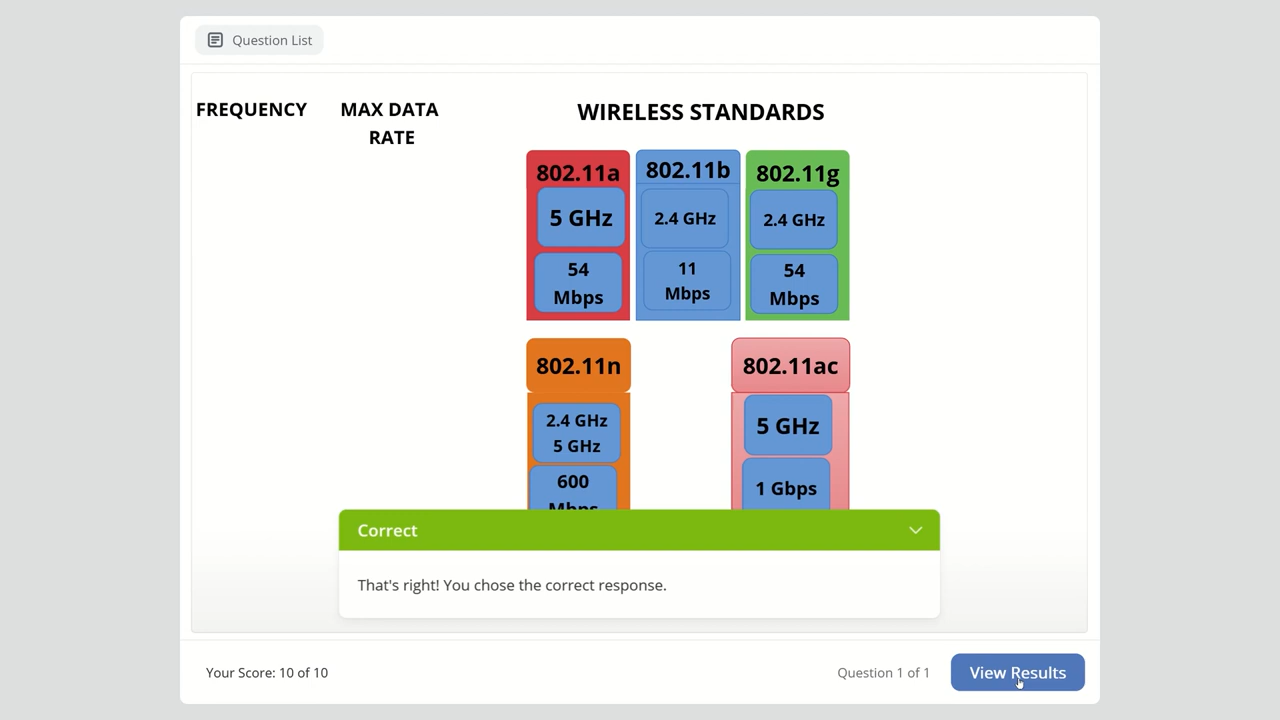 Question List
FREQUENCY
MAX DATA
RATE
WIRELESS STANDARDS
802.11a
802.11b
802.11g
5 GHz
2.4 GHz
2.4 GHz
54
Mbps
11
Mbps
54
Mbps
802.11n
802.11ac
2.4 GHz
5 GHz
5 GHz
600
Mbps
1 Gbps
Correct
That's right! You chose the correct response.
Your Score: 10 of 10
Question 1 of 1
View Results